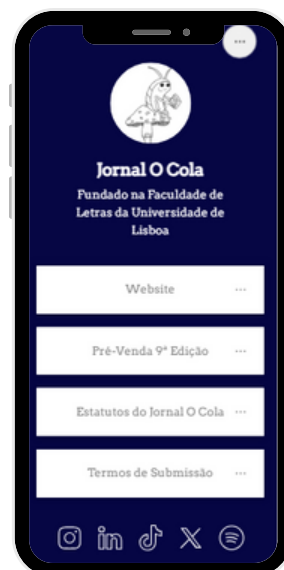 Jornal O Cola
Fundado na Faculdade de
Letras da Universidade de
Lisboa
Website
Pré-Venda 9ª Edição
Estatutos do Jornal O Cola
Termos de Submissão